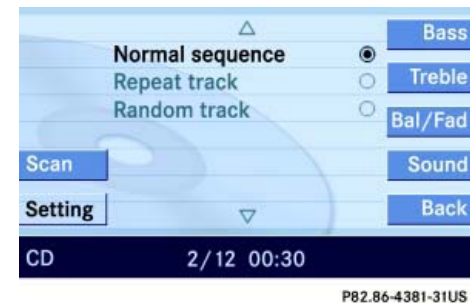 Normal sequence
Repeat track
Random track
Scan
Setting
Bass
Treble
Bal/Fad
Sound
Back
CD 2/12 00:30
P82.86-4381-31US